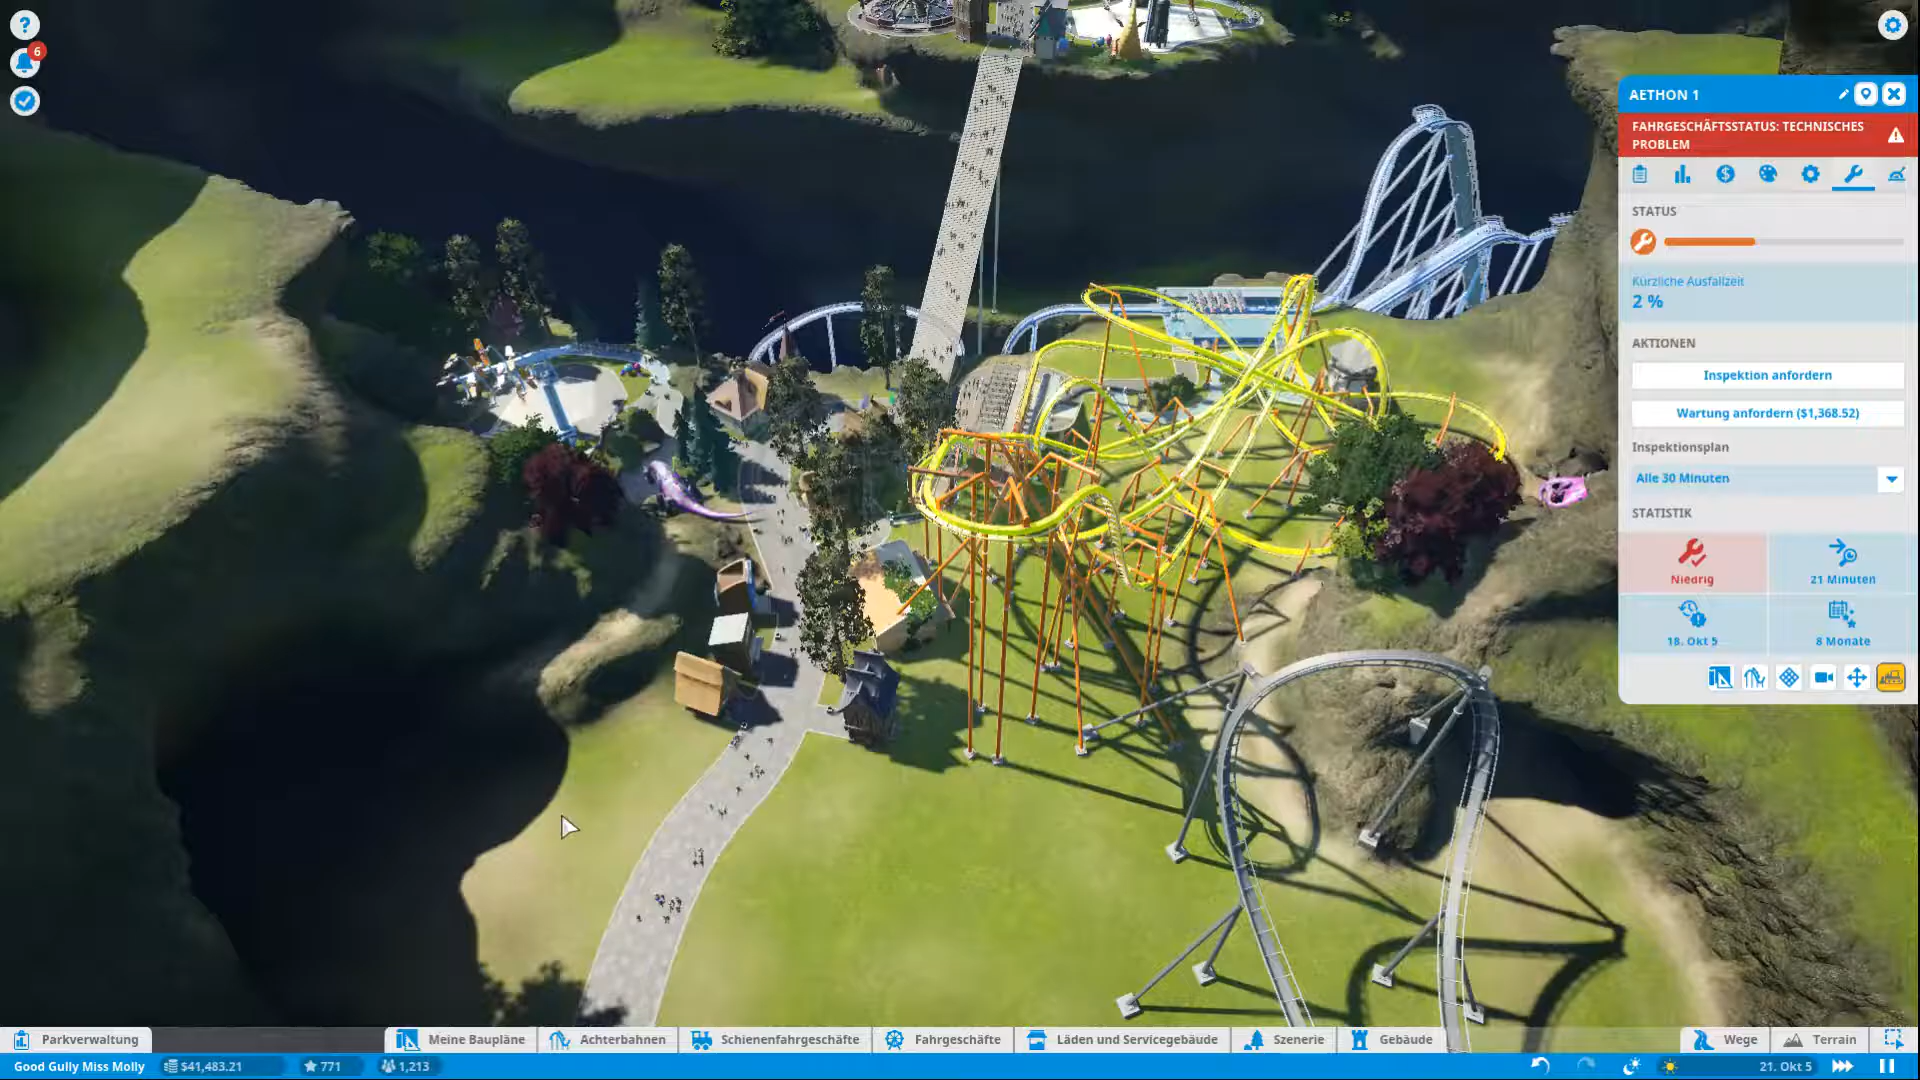 ?
6
AETHON 1
FAHRGESCHÄFTSSTATUS: TECHNISCHES
PROBLEM
STATUS
Kürzliche Ausfallzeit
2 %
AKTIONEN
Inspektion anfordern
Wartung anfordern ($1,368.52)
Inspektionsplan
Alle 30 Minuten
STATISTIK
Niedrig
21 Minuten
18. Okt 5
8 Monate
Parkverwaltung
Meine Baupläne
Achterbahnen
Schienenfahrgeschäfte
Fahrgeschäfte
Läden und Servicegebäude
Szenerie
Gebäude
Wege
Terrain
Good Gully Miss Molly
$41,483.21
771
1,213
21. Okt 5